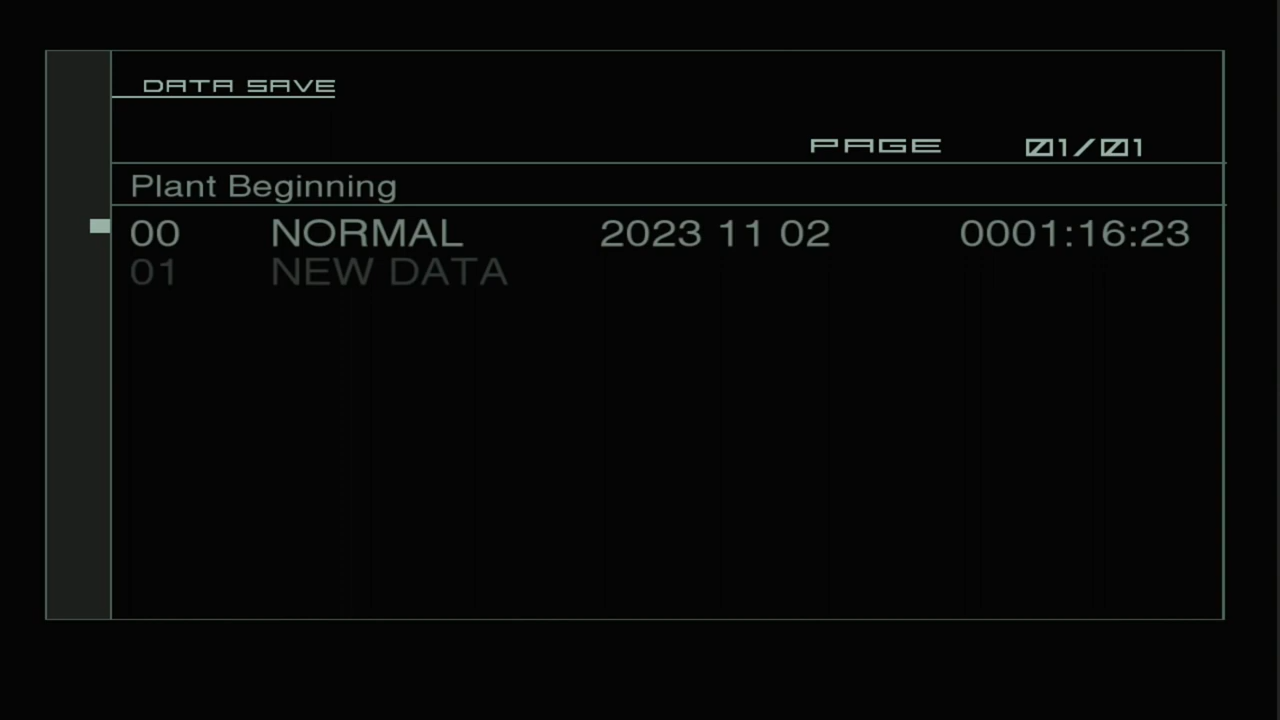 DATA SAVE
PAGE 01/01
Plant Beginning
00 NORMAL 2023 11 02 0001:16:23
01 NEW DATA